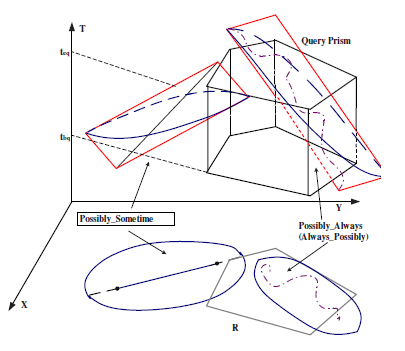 T
t_eq
Query Prism
t_bq
Y
Possibly_Sometime
Possibly_Always
(Always_Possibly)
X
R